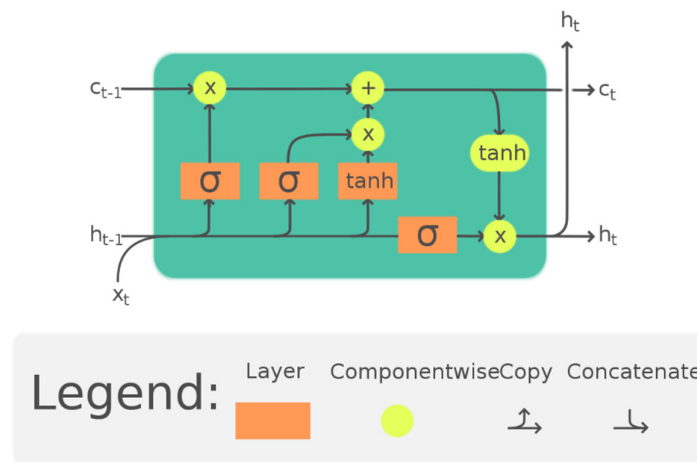 h_t
c_{t-1} x + c_t
x
tanh
σ σ tanh
h_{t-1} σ x h_t
x_t
Legend:
Layer Componentwise Copy Concatenate